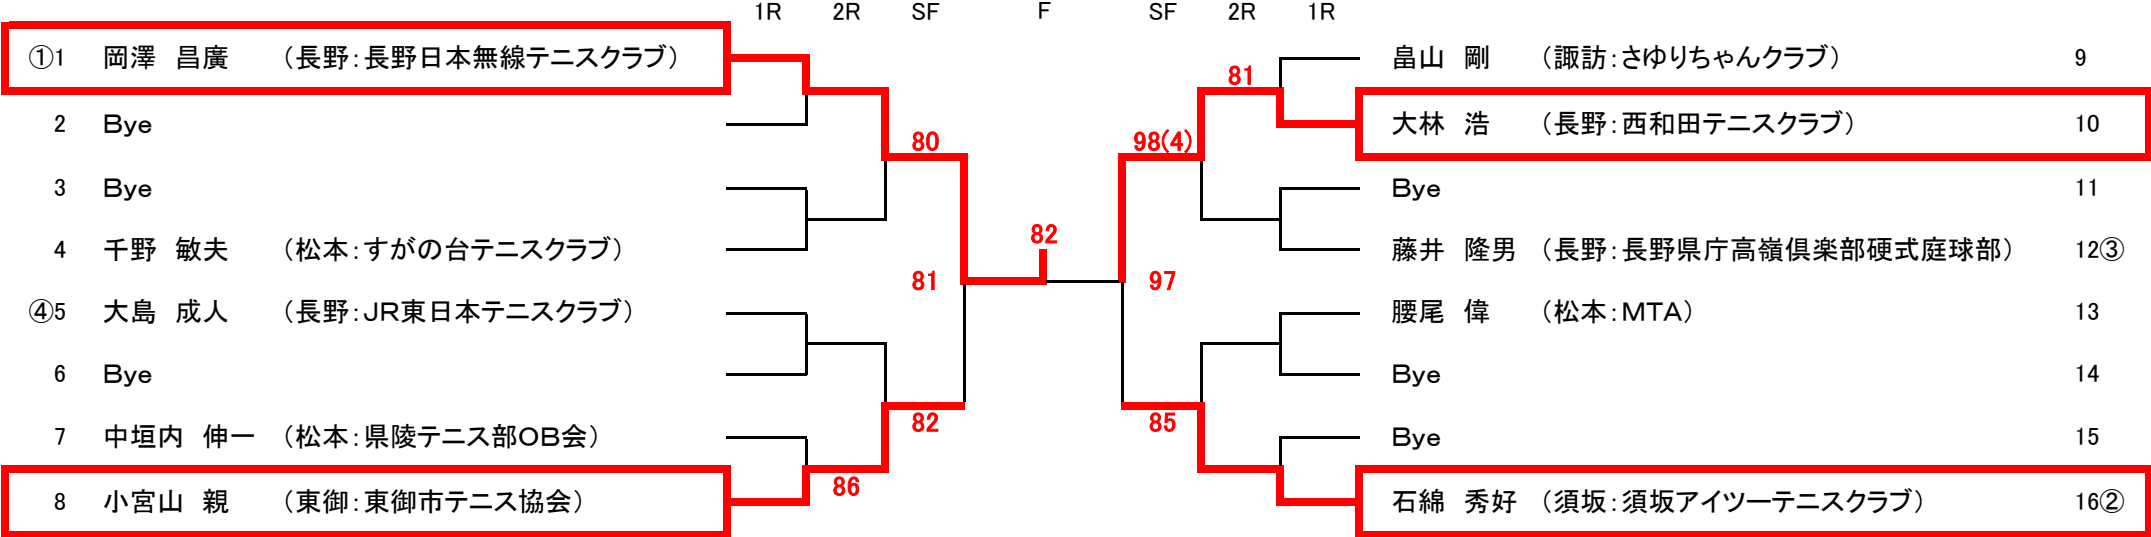 1R 2R SF F SF 2R 1R
①1 岡澤 昌廣 （長野：長野日本無線テニスクラブ） 畠山 剛 （諏訪：さゆりちゃんクラブ） 9
81
2 Bye 大林 浩 （長野：西和田テニスクラブ） 10
80 98(4)
3 Bye Bye 11
82
4 千野 敏夫 （松本：すがの台テニスクラブ） 藤井 隆男 （長野：長野県庁高嶺倶楽部硬式庭球部） 12③
81 97
④5 大島 成人 （長野：JR東日本テニスクラブ） 腰尾 偉 （松本：MTA） 13
6 Bye Bye 14
82 85
7 中垣内 伸一 （松本：県陵テニス部OB会） Bye 15
86
8 小宮山 親 （東御：東御市テニス協会） 石綿 秀好 （須坂：須坂アイツーテニスクラブ） 16②